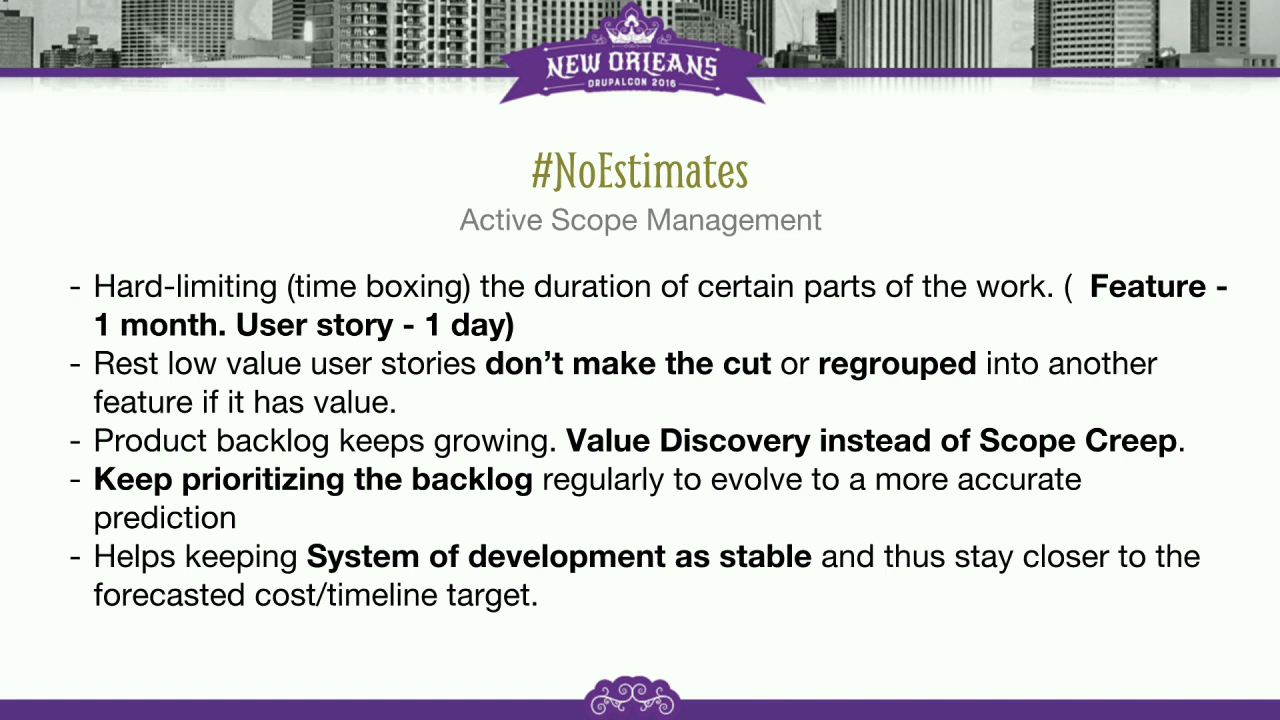 NEW ORLEANS
DRUPALCON 2016
#NoEstimates
Active Scope Management
- Hard-limiting (time boxing) the duration of certain parts of the work. (  Feature -
1 month. User story - 1 day)
- Rest low value user stories don’t make the cut or regrouped into another
feature if it has value.
- Product backlog keeps growing. Value Discovery instead of Scope Creep.
- Keep prioritizing the backlog regularly to evolve to a more accurate
prediction
- Helps keeping System of development as stable and thus stay closer to the
forecasted cost/timeline target.